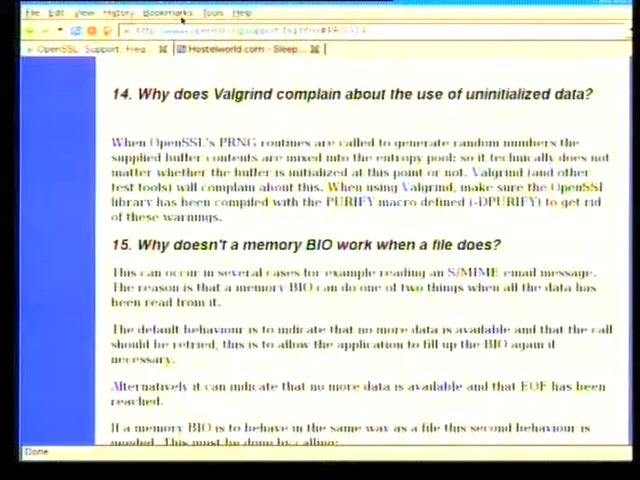 File Edit View History Bookmarks Tools Help
OpenSSL: Support, Freq... Hostelworld.com - Sleep...
14. Why does Valgrind complain about the use of uninitialized data?
When OpenSSL's PRNG routines are called to generate random numbers the
supplied buffer contents are mixed into the entropy pool: so it technically does not
matter whether the buffer is initialized at this point or not. Valgrind (and other
test tools) will complain about this. When using Valgrind, make sure the OpenSSL
library has been compiled with the PURIFY macro defined (-DPURIFY) to get rid
of these warnings.
15. Why doesn't a memory BIO work when a file does?
This can occur in several cases for example reading an S/MIME email message.
The reason is that a memory BIO can do one of two things when all the data has
been read from it.
The default behaviour is to indicate that no more data is available and that the call
should be retried, this is to allow the application to fill up the BIO again if
necessary.
Alternatively it can indicate that no more data is available and that EOF has been
reached.
If a memory BIO is to behave in the same way as a file this second behaviour is
needed. This must be done by calling:
Done